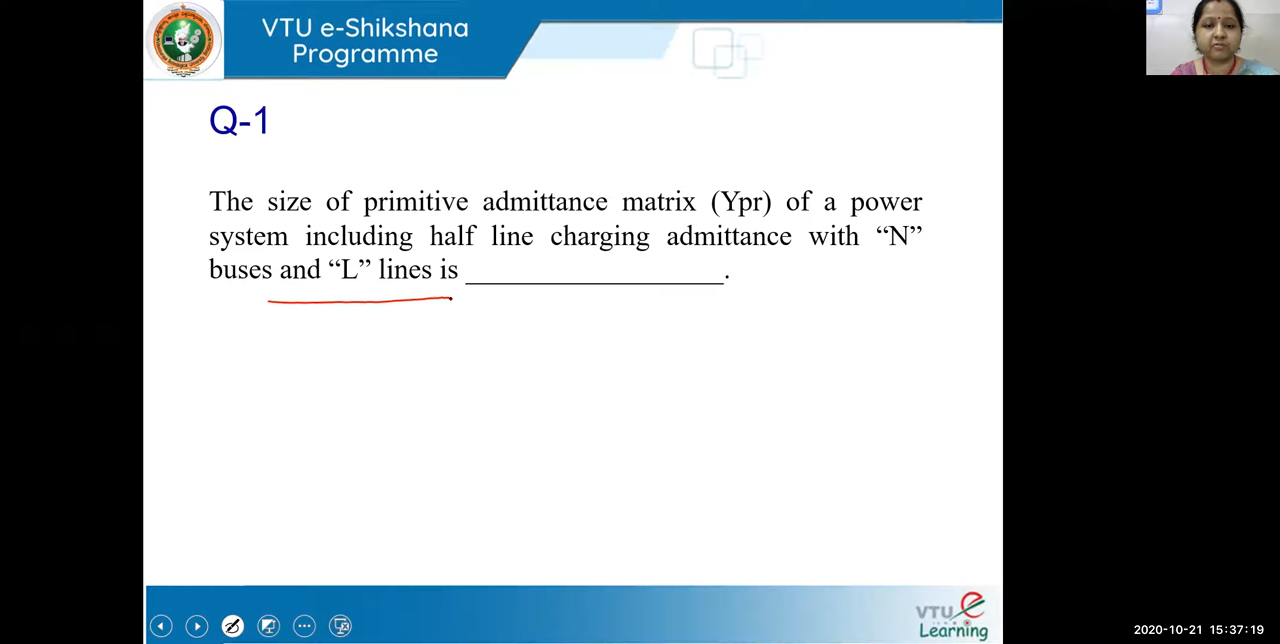 VTU e-Shikshana
Programme
Q-1
The size of primitive admittance matrix (Ypr) of a power
system including half line charging admittance with “N”
buses and “L” lines is ___________________.
VTU
Learning
2020-10-21 15:37:19